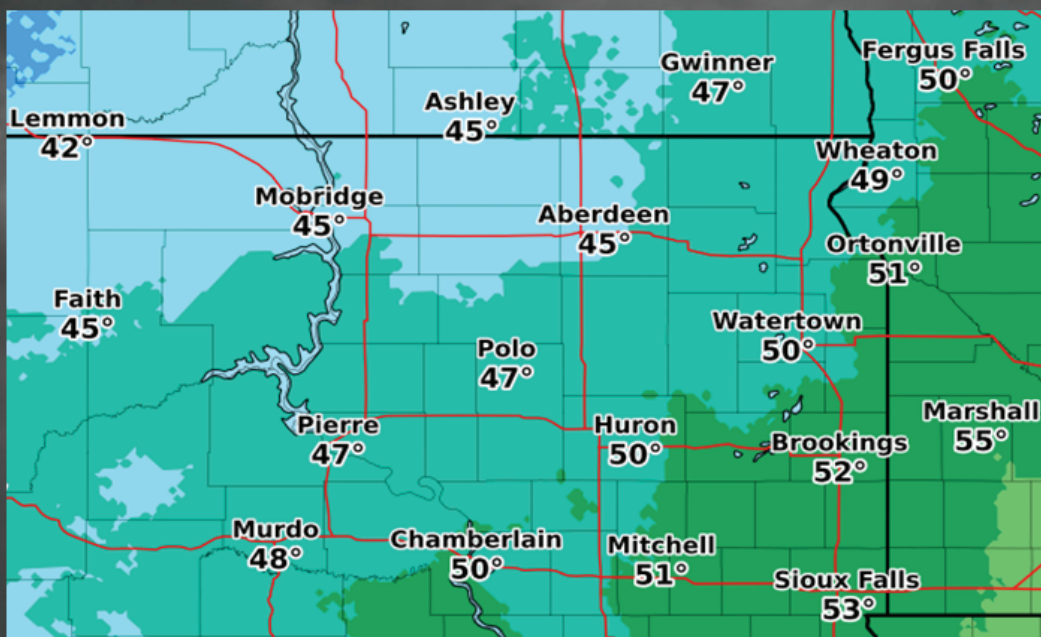 Fergus Falls
50°
Gwinner
47°
Ashley
45°
Lemmon
42°
Wheaton
49°
Mobridge
45°
Aberdeen
45°
Ortonville
51°
Faith
45°
Watertown
50°
Polo
47°
Marshall
55°
Pierre
47°
Huron
50°
Brookings
52°
Murdo
48°
Chamberlain
50°
Mitchell
51°
Sioux Falls
53°